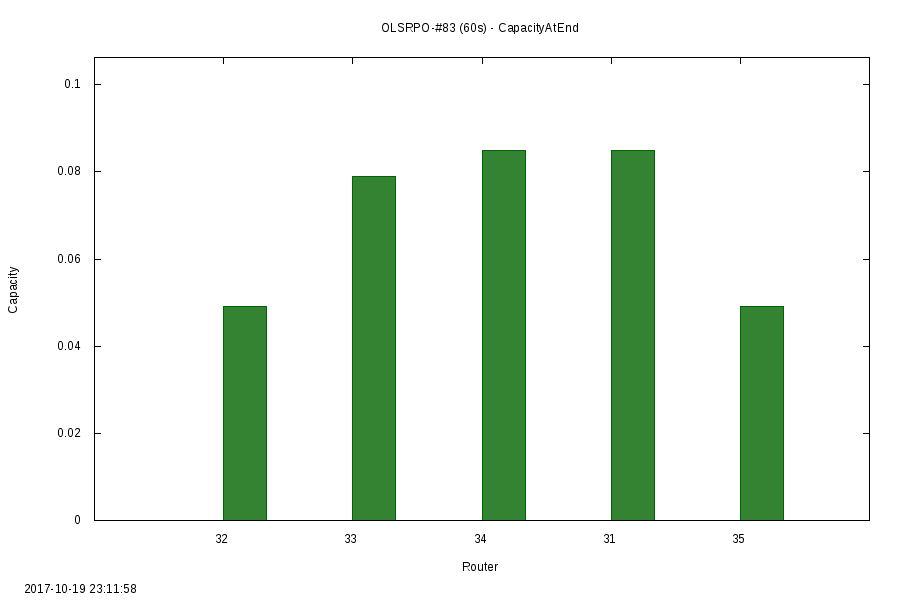 OLSRPO-#83 (60s) - CapacityAtEnd
0.1
0.08
0.06
0.04
0.02
0
Capacity
32 33 34 31 35
Router
2017-10-19 23:11:58